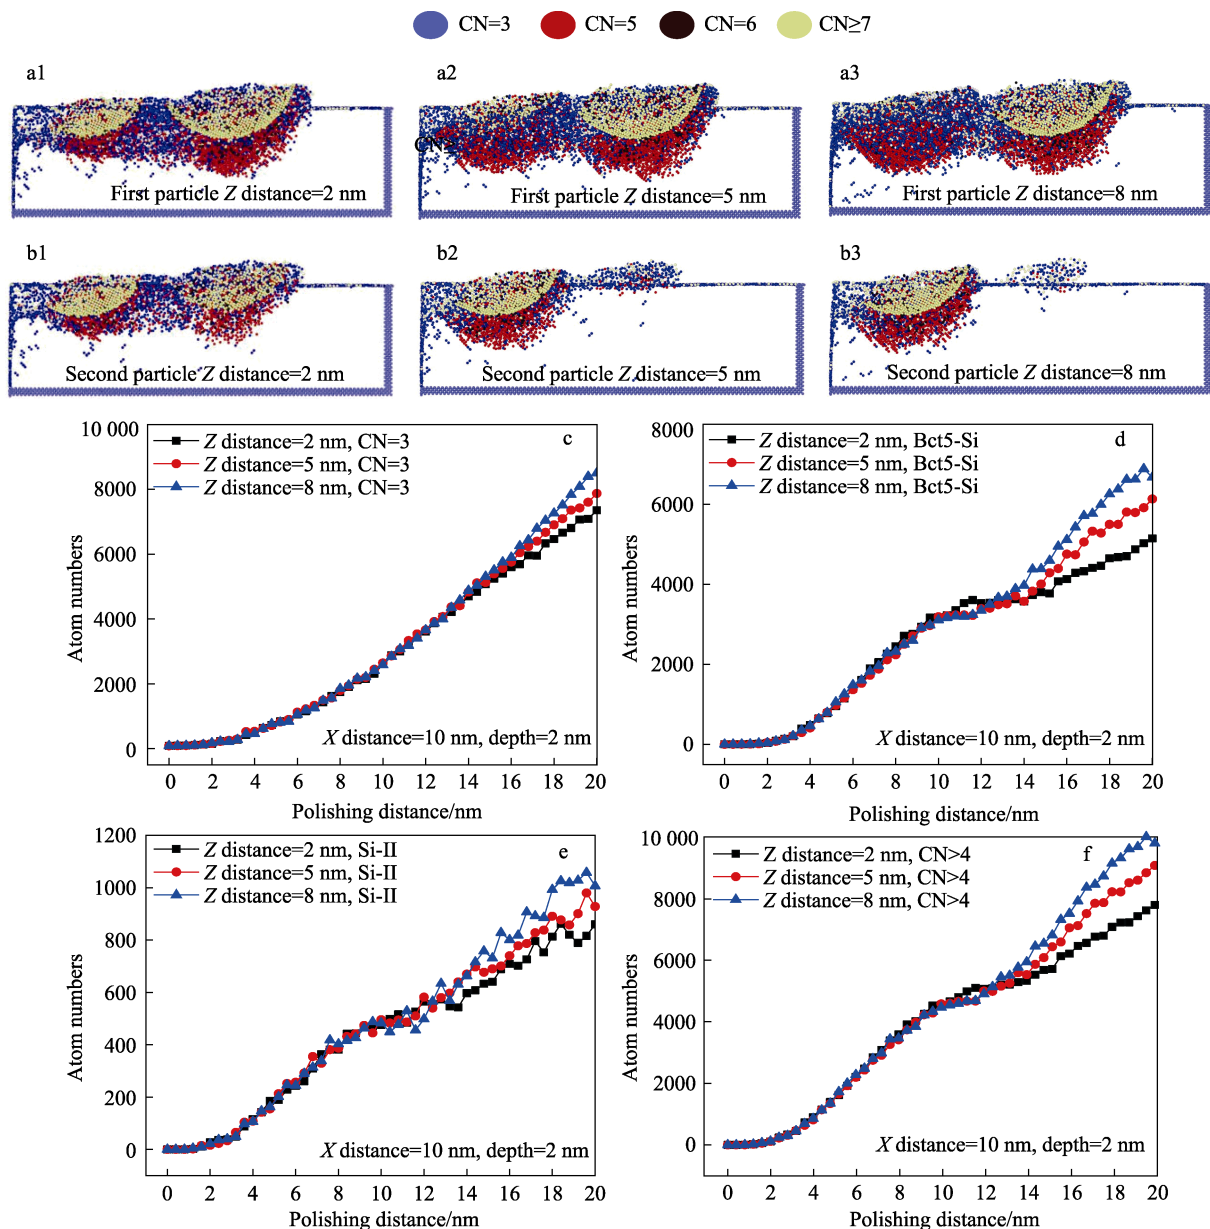 CN=3 CN=5 CN=6 CN≥7
a1 a2 a3
CN≥
First particle Z distance=2 nm First particle Z distance=5 nm First particle Z distance=8 nm
b1 b2 b3
Second particle Z distance=2 nm Second particle Z distance=5 nm Second particle Z distance=8 nm
c
Z distance=2 nm, CN=3
Z distance=5 nm, CN=3
Z distance=8 nm, CN=3
10 000
8000
6000
4000
2000
0
Atom numbers
X distance=10 nm, depth=2 nm
0 2 4 6 8 10 12 14 16 18 20
Polishing distance/nm
d
Z distance=2 nm, Bct5-Si
Z distance=5 nm, Bct5-Si
Z distance=8 nm, Bct5-Si
8000
6000
4000
2000
0
Atom numbers
X distance=10 nm, depth=2 nm
0 2 4 6 8 10 12 14 16 18 20
Polishing distance/nm
e
Z distance=2 nm, Si-II
Z distance=5 nm, Si-II
Z distance=8 nm, Si-II
1200
1000
800
600
400
200
0
Atom numbers
X distance=10 nm, depth=2 nm
0 2 4 6 8 10 12 14 16 18 20
Polishing distance/nm
f
Z distance=2 nm, CN>4
Z distance=5 nm, CN>4
Z distance=8 nm, CN>4
10 000
8000
6000
4000
2000
0
Atom numbers
X distance=10 nm, depth=2 nm
0 2 4 6 8 10 12 14 16 18 20
Polishing distance/nm